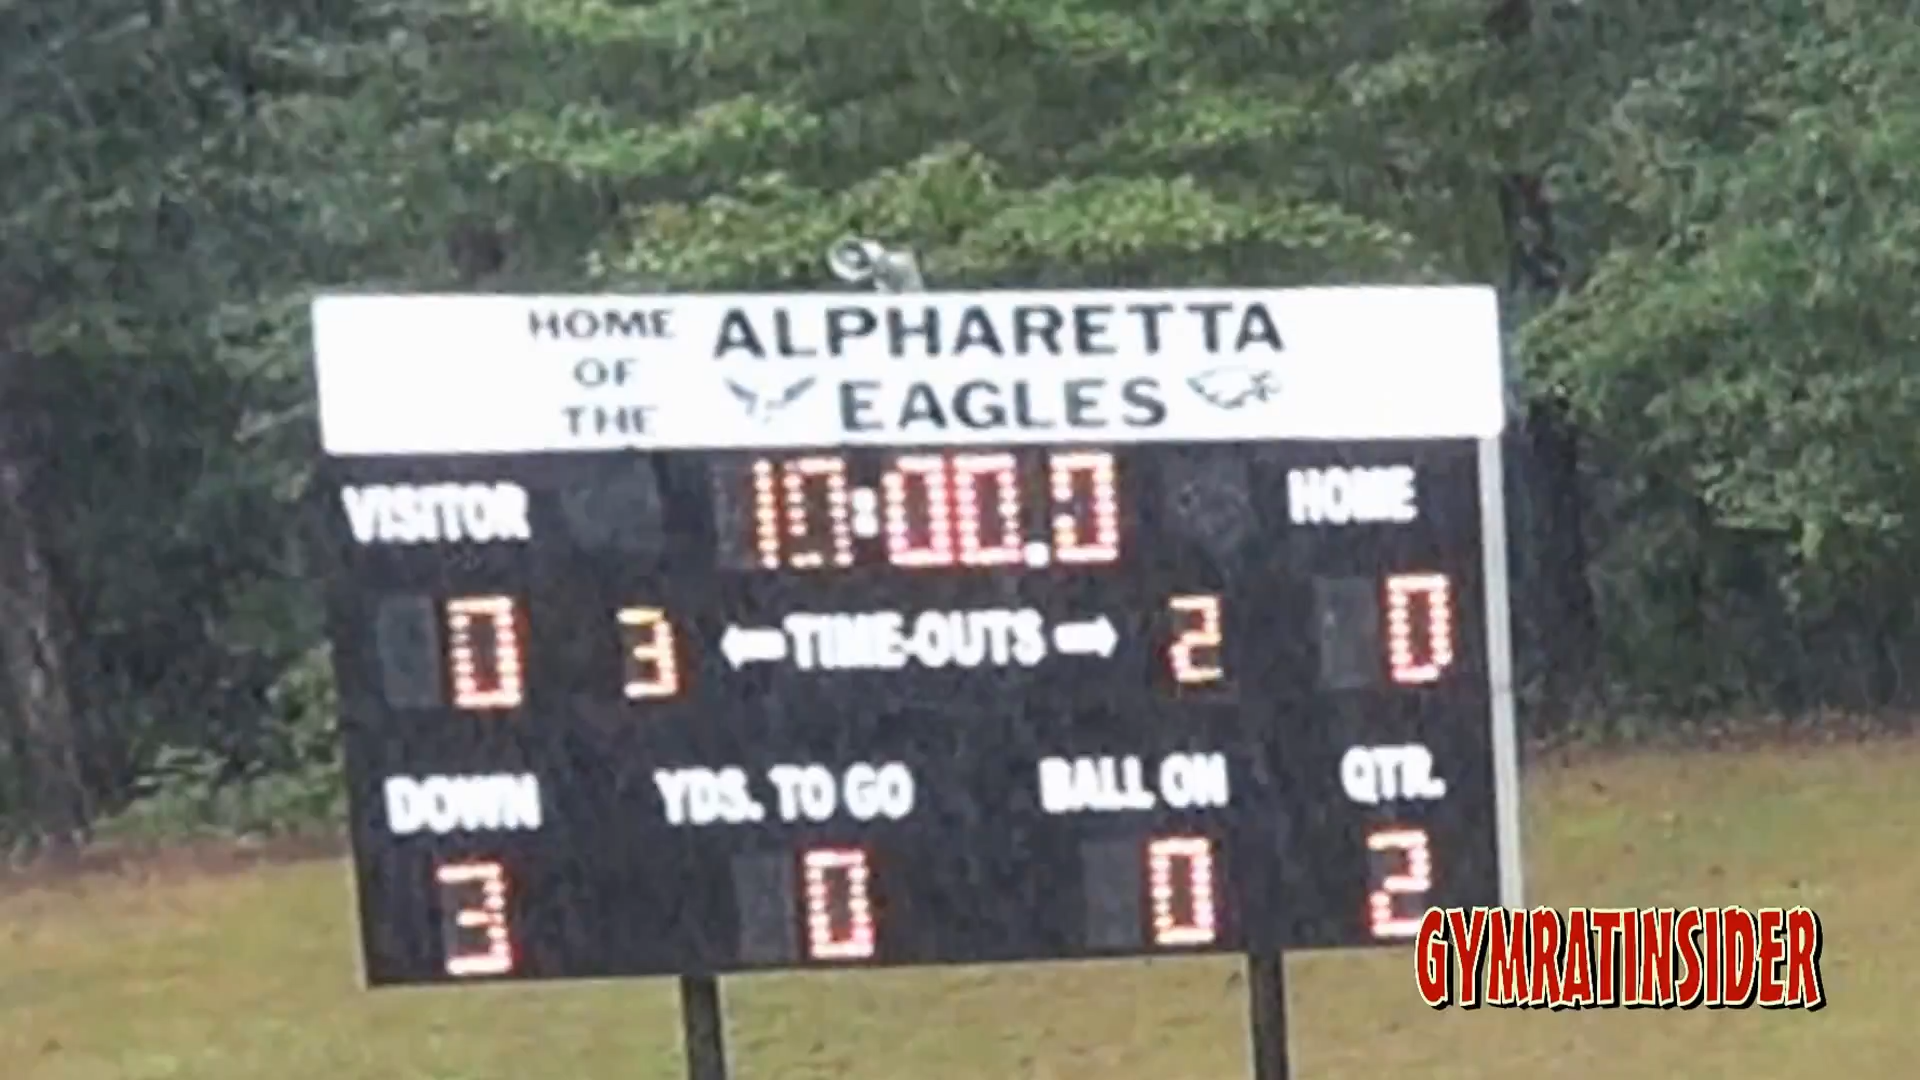 HOME OF THE
ALPHARETTA
EAGLES
VISITOR
10:00.0
HOME
0
3
←TIME-OUTS→
2
0
DOWN
YDS. TO GO
BALL ON
QTR.
3
0
0
2
GYMRATINSIDER